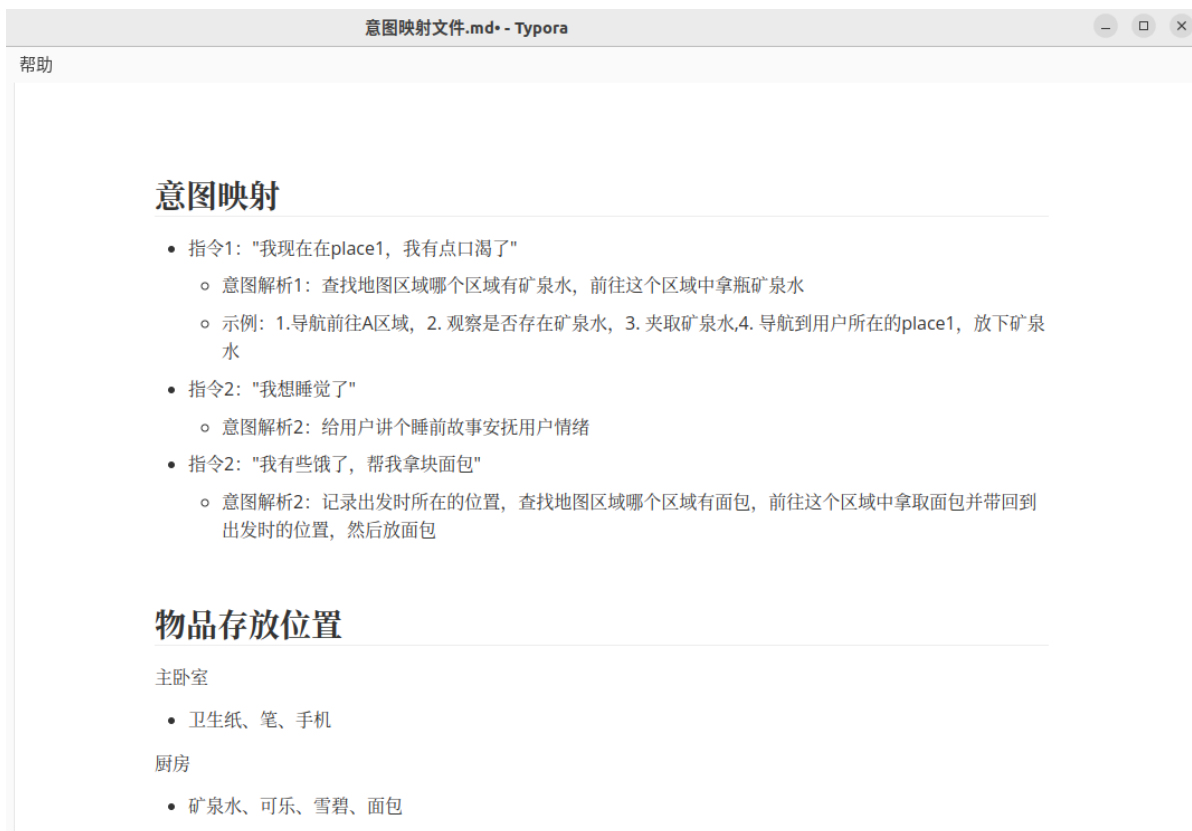 意图映射文件.md• - Typora
帮助
意图映射
指令1："我现在在place1，我有点口渴了"
意图解析1：查找地图区域哪个区域有矿泉水，前往这个区域中拿瓶矿泉水
示例：1.导航前往A区域，2. 观察是否存在矿泉水，3. 夹取矿泉水,4. 导航到用户所在的place1，放下矿泉
水
指令2："我想睡觉了"
意图解析2：给用户讲个睡前故事安抚用户情绪
指令2："我有些饿了，帮我拿块面包"
意图解析2：记录出发时所在的位置，查找地图区域哪个区域有面包，前往这个区域中拿取面包并带回到
出发时的位置，然后放面包
物品存放位置
主卧室
卫生纸、笔、手机
厨房
矿泉水、可乐、雪碧、面包